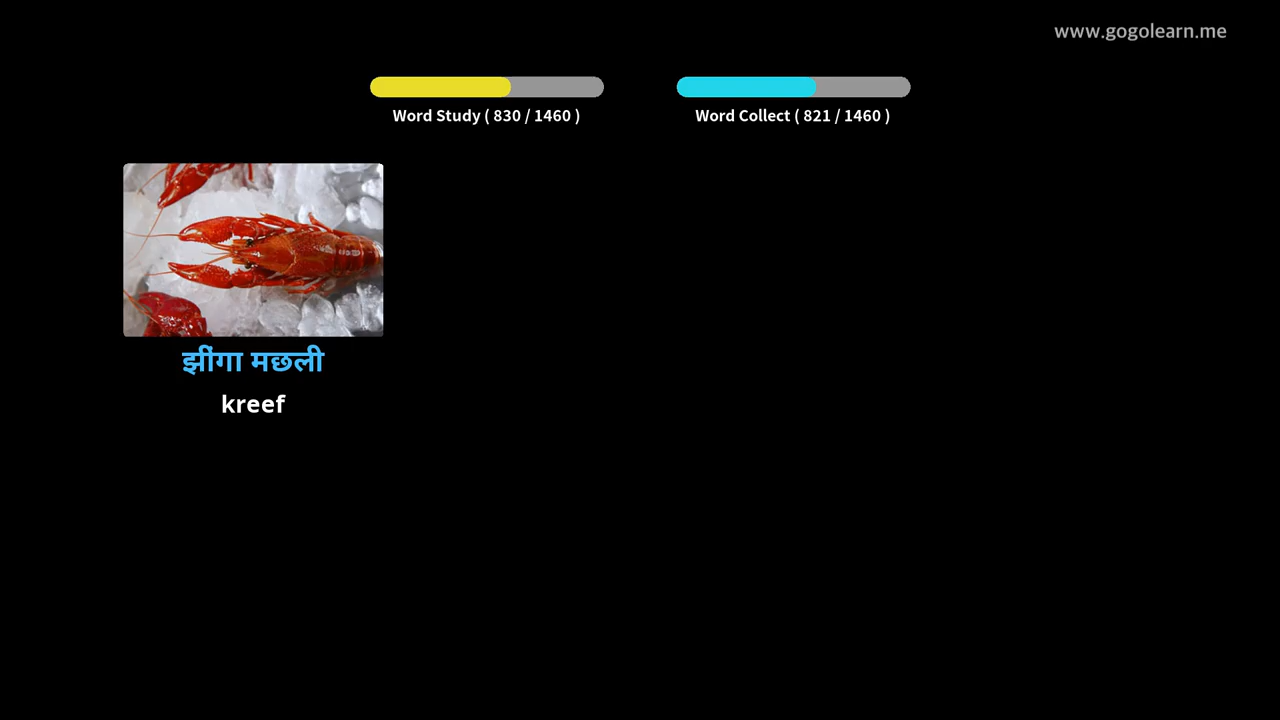 www.gogolearn.me
Word Study ( 830 / 1460 )
Word Collect ( 821 / 1460 )
झींगा मछली
kreef